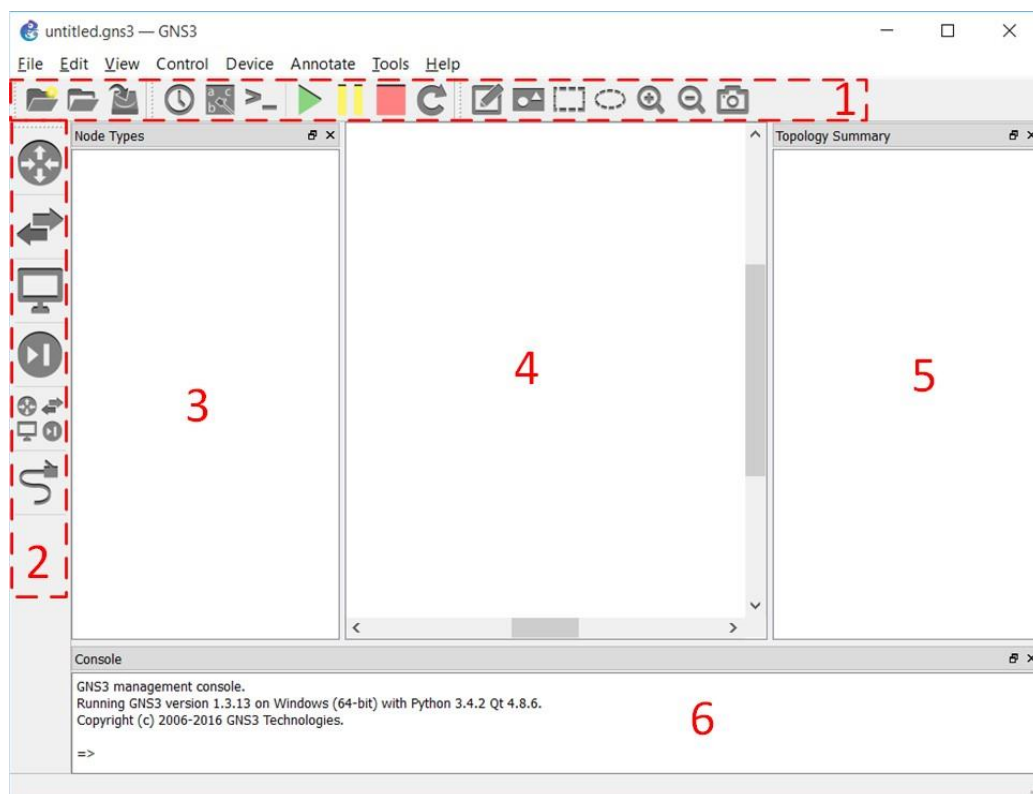 untitled.gns3 — GNS3
File Edit View Control Device Annotate Tools Help
1
Node Types
Topology Summary
2
3
4
5
Console
GNS3 management console.
Running GNS3 version 1.3.13 on Windows (64-bit) with Python 3.4.2 Qt 4.8.6.
Copyright (c) 2006-2016 GNS3 Technologies.
=>
6